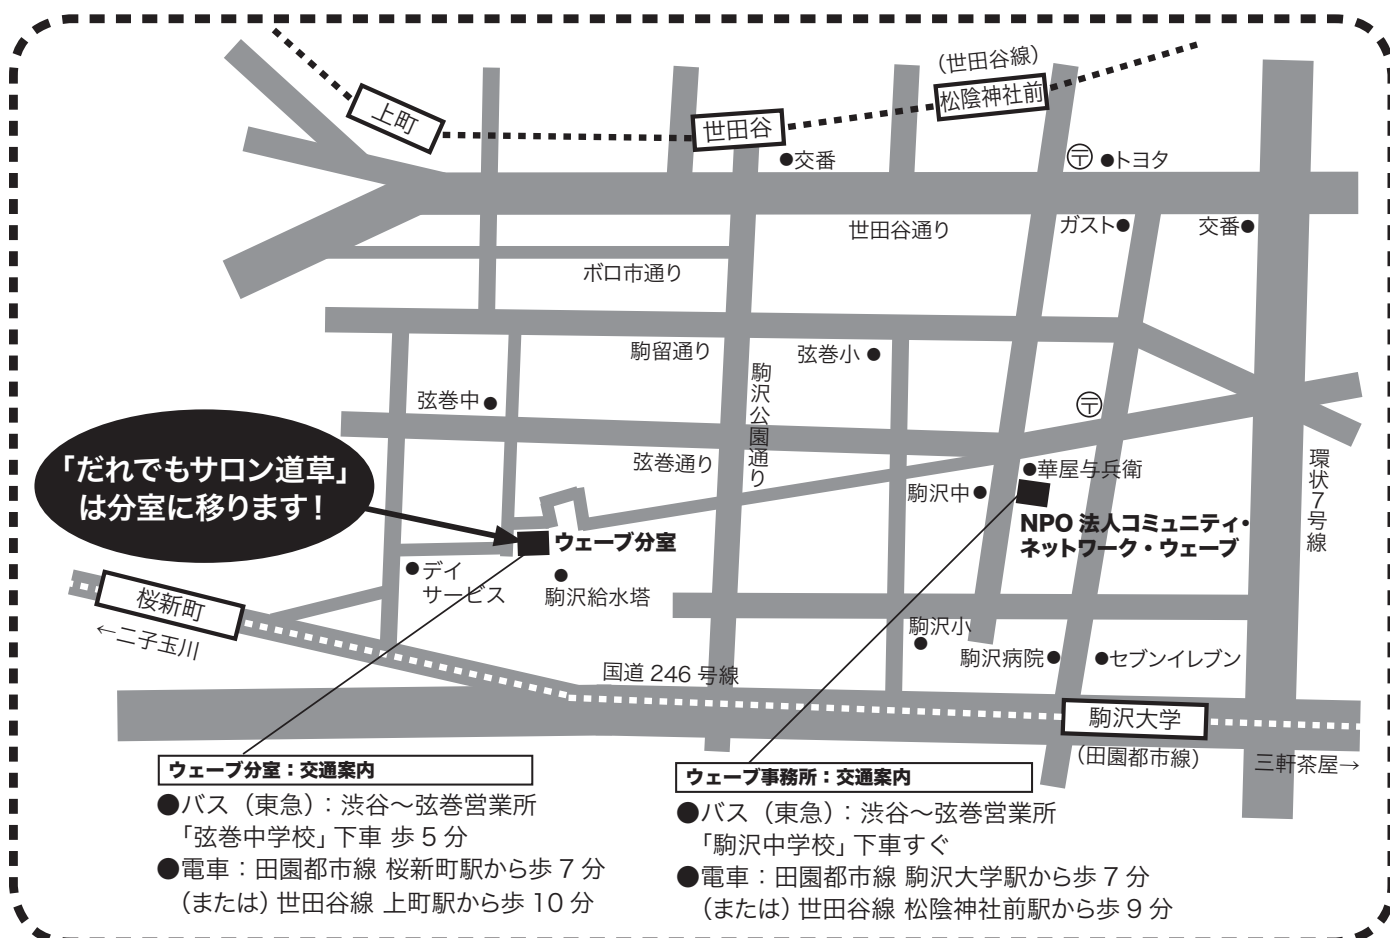 （世田谷線）
上町
世田谷
松陰神社前
●交番
〒
●トヨタ
世田谷通り
ガスト●
交番●
ボロ市通り
駒留通り
弦巻小 ●
駒沢公園通り
弦巻中 ●
〒
「だれでもサロン道草」
は分室に移ります！
弦巻通り
駒沢中 ●
●華屋与兵衛
環状7号線
NPO 法人コミュニティ・
ネットワーク・ウェーブ
ウェーブ分室
●デイ
サービス
●
駒沢給水塔
桜新町
←二子玉川
駒沢小
●
駒沢病院●
●セブンイレブン
国道 246 号線
駒沢大学
（田園都市線）
三軒茶屋→
ウェーブ分室：交通案内
●バス（東急）：渋谷～弦巻営業所
「弦巻中学校」下車 歩 5 分
●電車：田園都市線 桜新町駅から歩 7 分
（または）世田谷線 上町駅から歩 10 分
ウェーブ事務所：交通案内
●バス（東急）：渋谷～弦巻営業所
「駒沢中学校」下車すぐ
●電車：田園都市線 駒沢大学駅から歩 7 分
（または）世田谷線 松陰神社前駅から歩 9 分